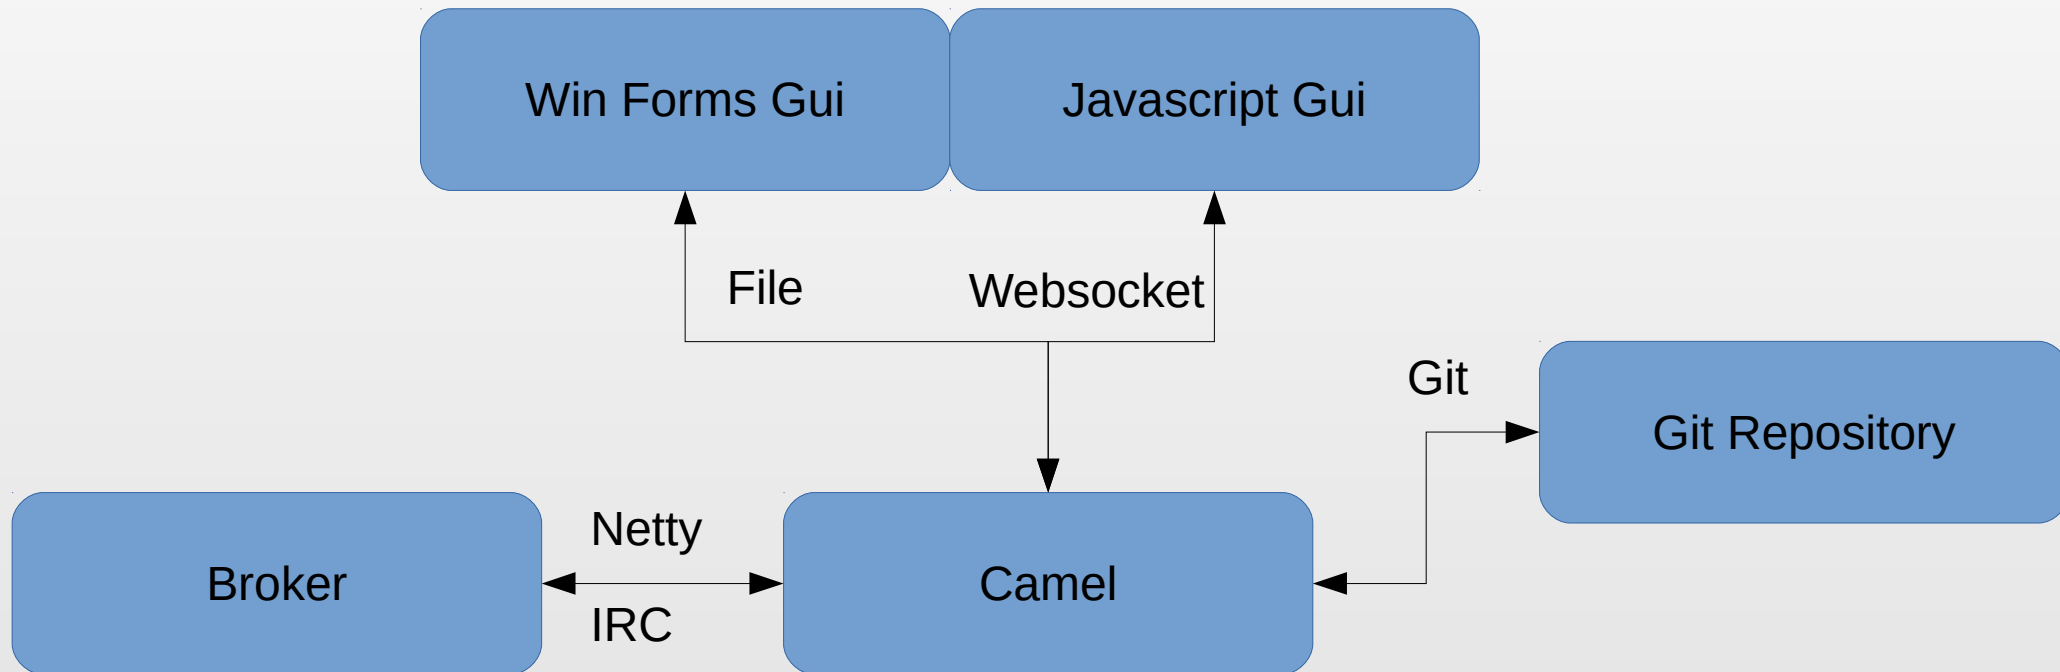 Win Forms Gui
Javascript Gui
File
Websocket
Git
Git Repository
Netty
Broker
Camel
IRC